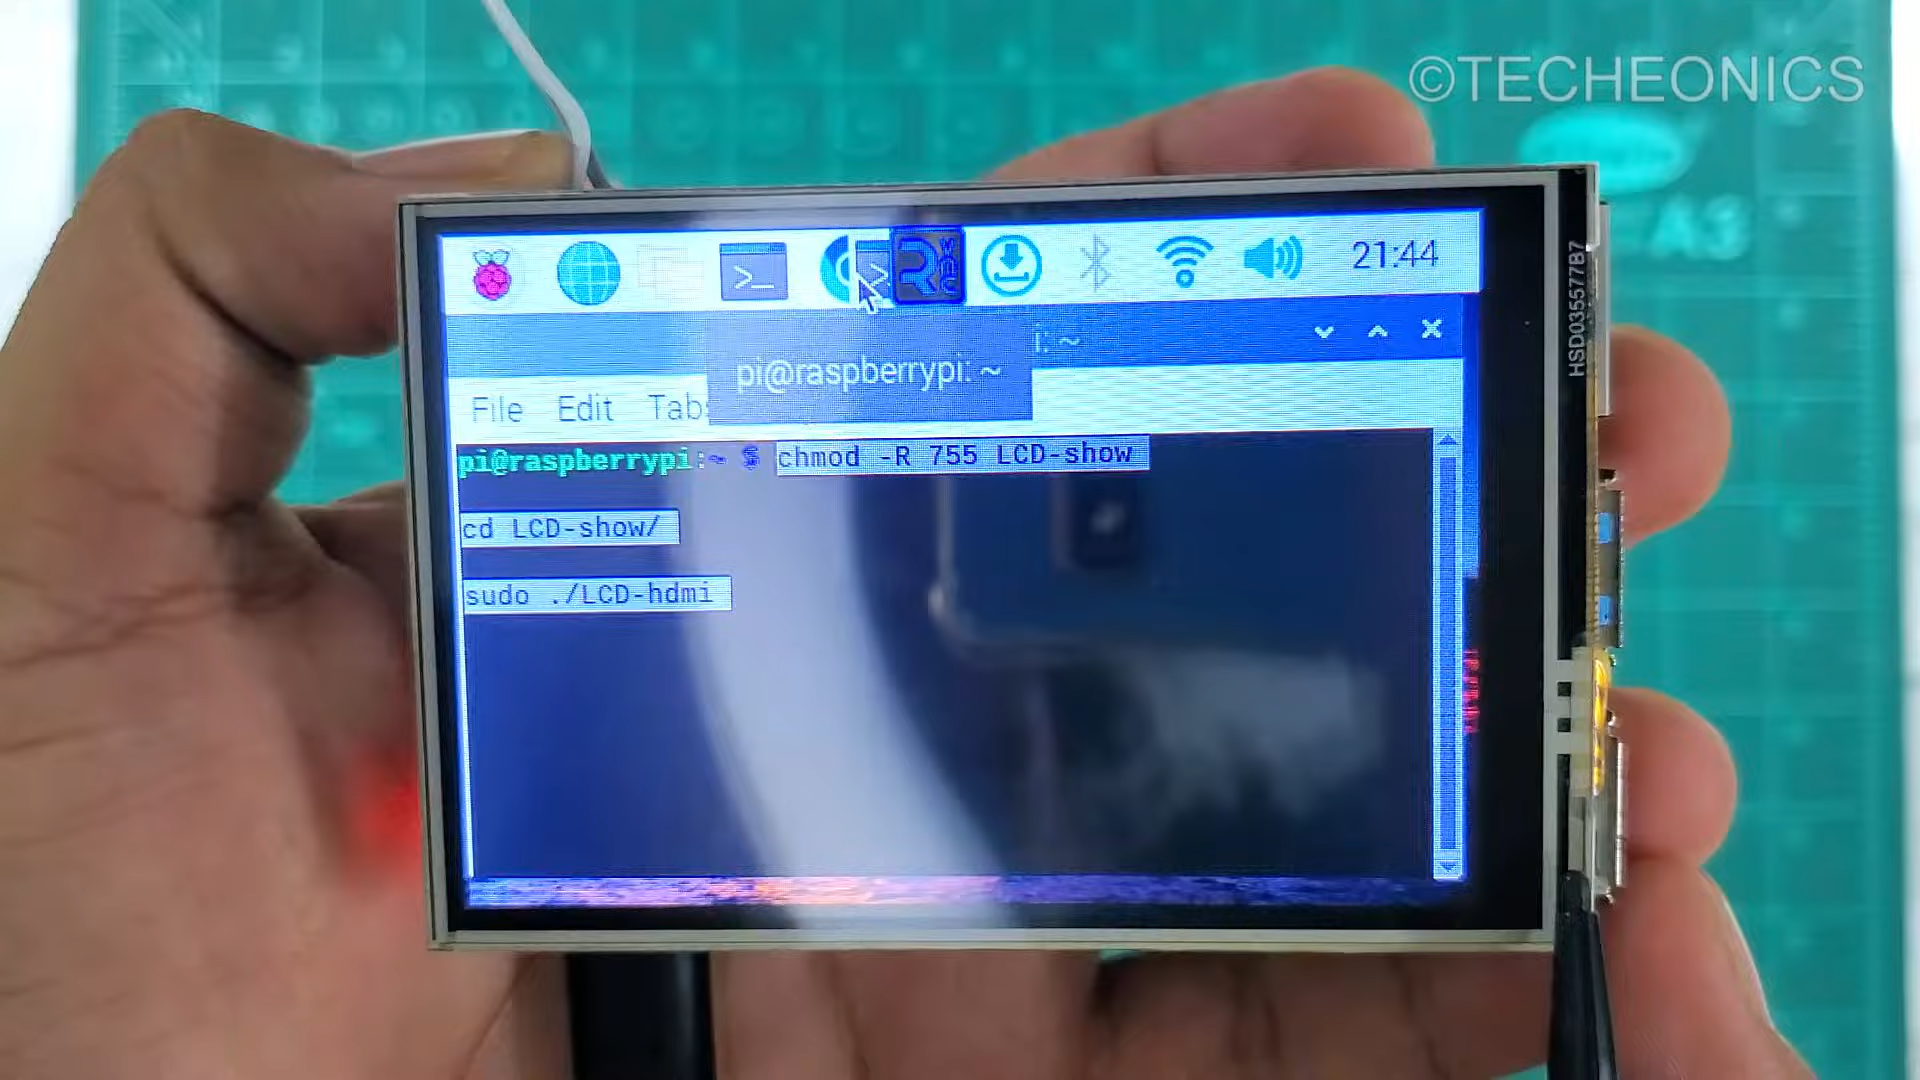 ©TECHEONICS
A3
HSD035577B7
21:44
>_
i: ~
pi@raspberrypi: ~
File Edit Tab
pi@raspberrypi:~ $ chmod -R 755 LCD-show
cd LCD-show/
sudo ./LCD-hdmi